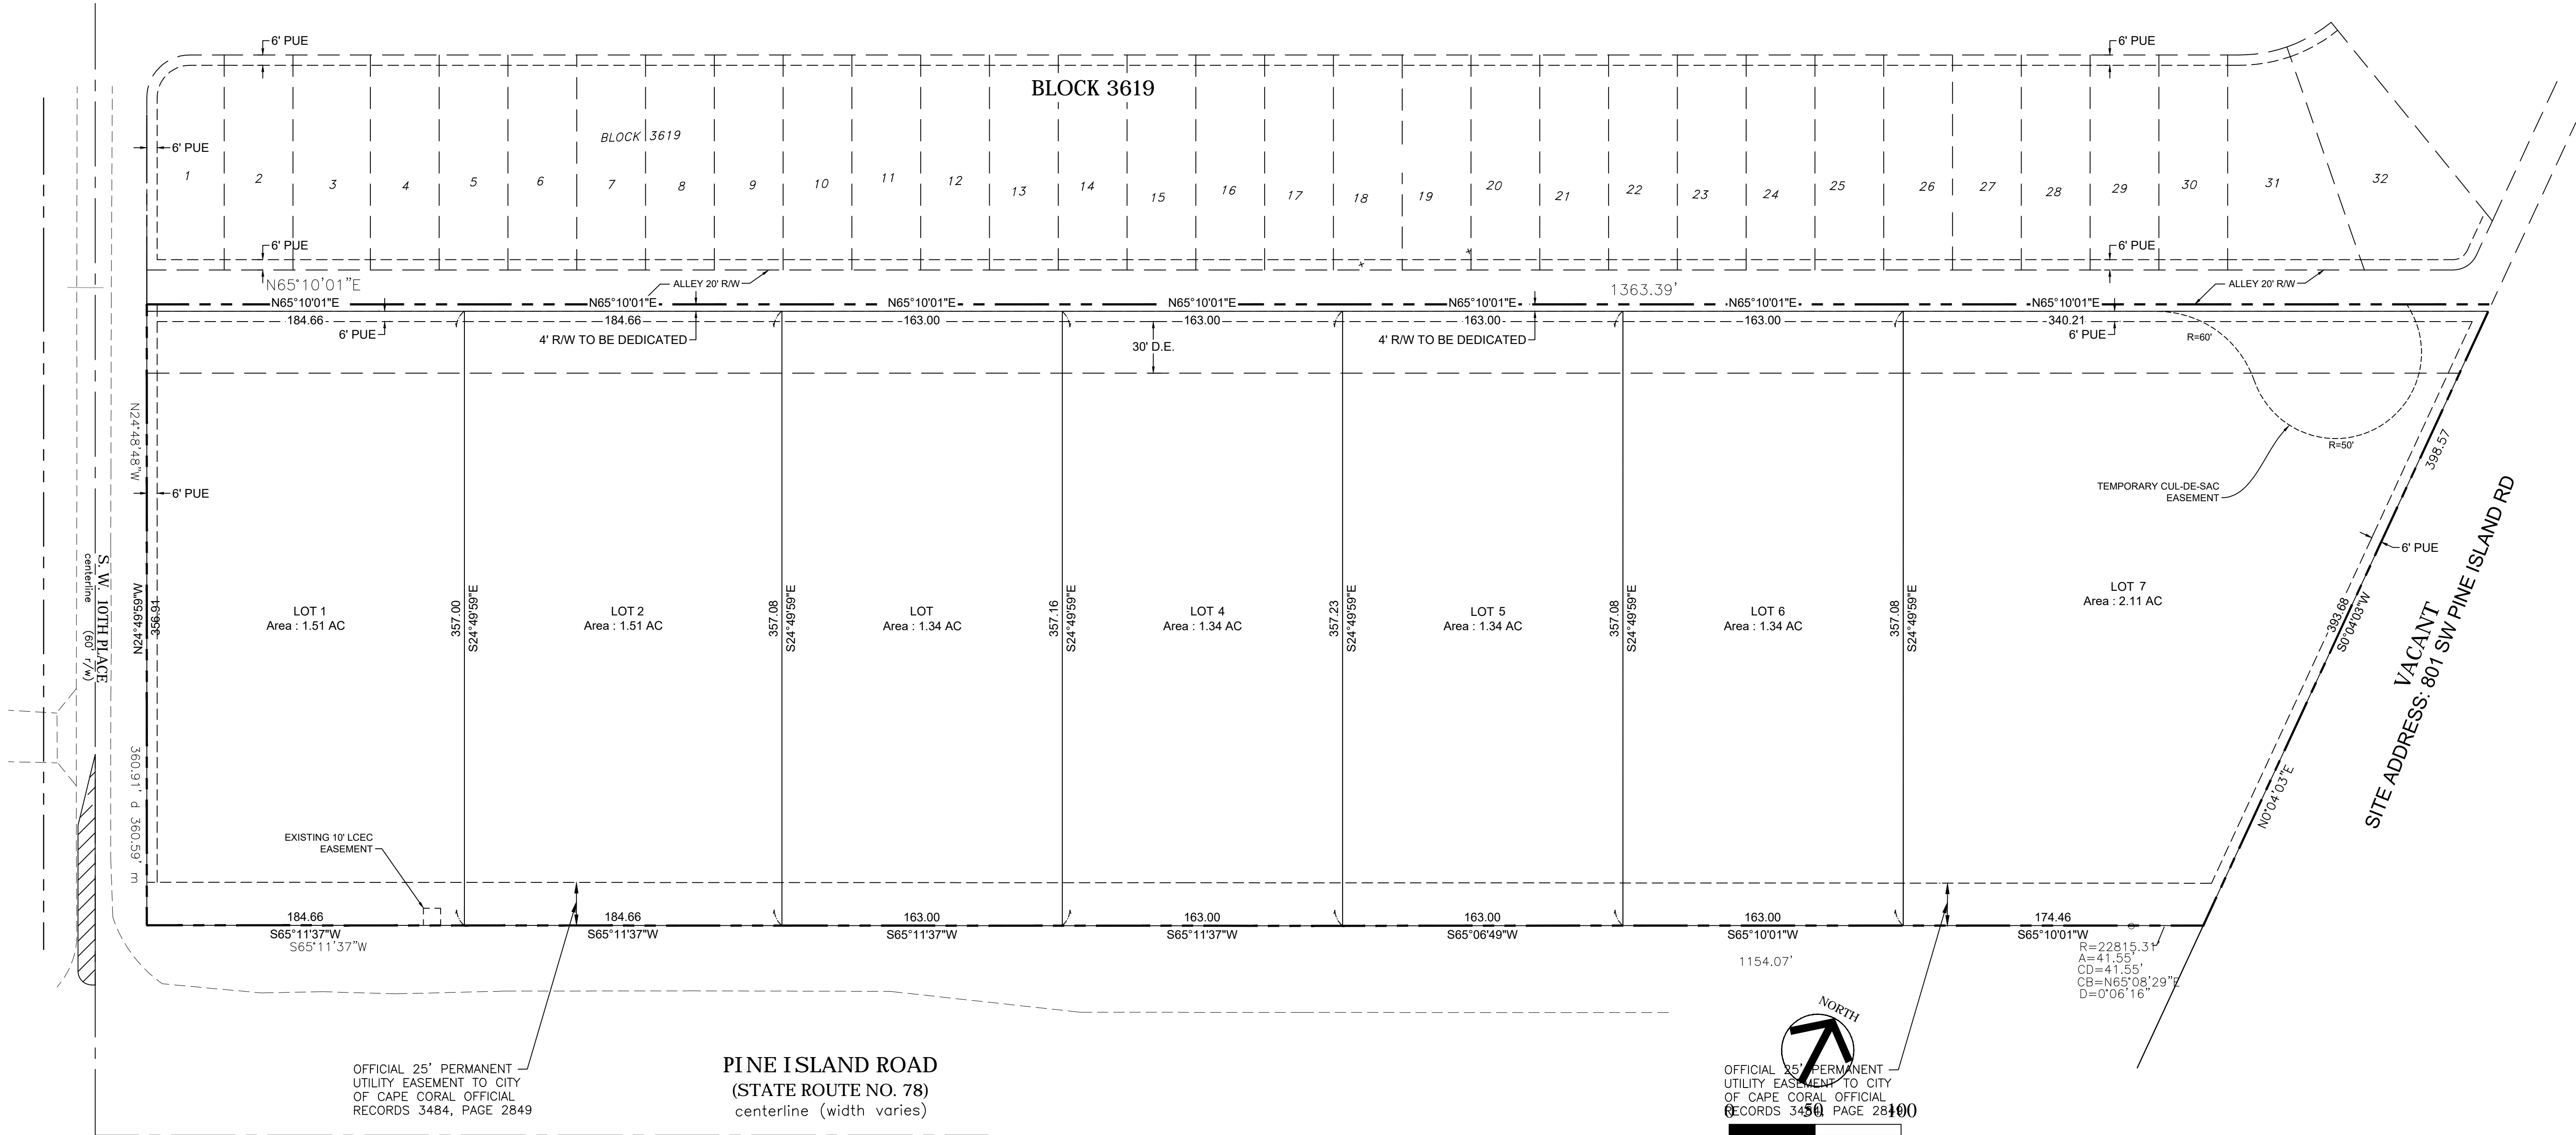 6' PUE
6' PUE
BLOCK 3619
BLOCK 3619
6' PUE
1
2
3
4
5
6
7
8
9
10
11
12
13
14
15
16
17
18
19
20
21
22
23
24
25
26
27
28
29
30
31
32
6' PUE
6' PUE
N65°10'01"E
ALLEY 20' R/W
1363.39'
ALLEY 20' R/W
N65°10'01"E
N65°10'01"E
N65°10'01"E
N65°10'01"E
N65°10'01"E
N65°10'01"E
N65°10'01"E
184.66
184.66
163.00
163.00
163.00
163.00
340.21
6' PUE
4' R/W TO BE DEDICATED
30' D.E.
4' R/W TO BE DEDICATED
6' PUE
R=60'
N24°48'48"W
R=50'
398.57
6' PUE
TEMPORARY CUL-DE-SAC
EASEMENT
6' PUE
S. W. 10TH PLACE
centerline (60' r/w)
N24°49'59"W
356.91
LOT 1
Area : 1.51 AC
357.00
S24°49'59"E
LOT 2
Area : 1.51 AC
357.08
S24°49'59"E
LOT
Area : 1.34 AC
357.16
S24°49'59"E
LOT 4
Area : 1.34 AC
357.23
S24°49'59"E
LOT 5
Area : 1.34 AC
357.08
S24°49'59"E
LOT 6
Area : 1.34 AC
357.08
S24°49'59"E
LOT 7
Area : 2.11 AC
393.68
S0°04'03"W
VACANT
SITE ADDRESS: 801 SW PINE ISLAND RD
N0°04'03"E
360.91' d 360.59' m
EXISTING 10' LCEC
EASEMENT
184.66
184.66
163.00
163.00
163.00
163.00
174.46
S65°11'37"W
S65°11'37"W
S65°11'37"W
S65°11'37"W
S65°06'49"W
S65°10'01"W
S65°10'01"W
S65°11'37"W
1154.07'
R=22815.31'
A=41.55'
CD=41.55'
CB=N65°08'29"E
D=0°06'16"
NORTH
OFFICIAL 25' PERMANENT
UTILITY EASEMENT TO CITY
OF CAPE CORAL OFFICIAL
RECORDS 3484, PAGE 2849
PINE ISLAND ROAD
(STATE ROUTE NO. 78)
centerline (width varies)
OFFICIAL 25' PERMANENT
UTILITY EASEMENT TO CITY
OF CAPE CORAL OFFICIAL
RECORDS 3484, PAGE 2849
0 50 100